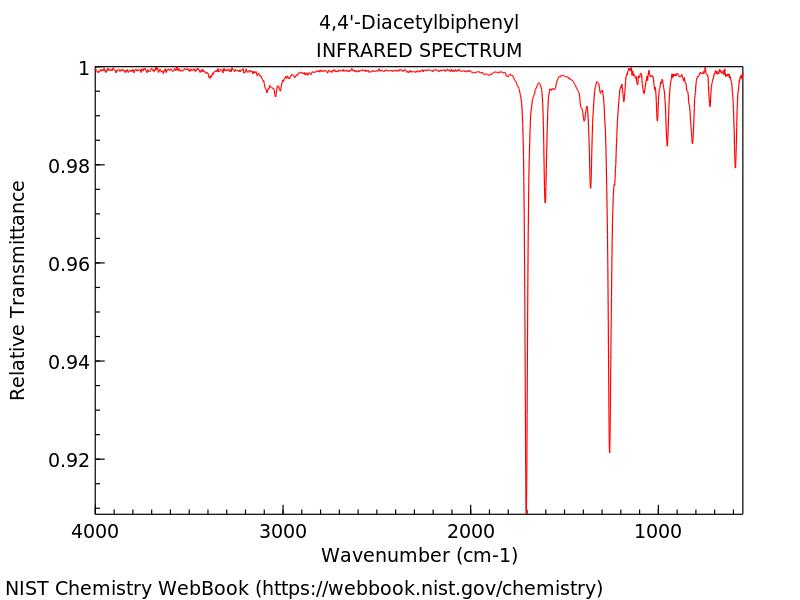 4,4'-Diacetylbiphenyl
INFRARED SPECTRUM
1
0.98
0.96
0.94
0.92
Relative Transmittance
4000 3000 2000 1000
Wavenumber (cm-1)
NIST Chemistry WebBook (https://webbook.nist.gov/chemistry)